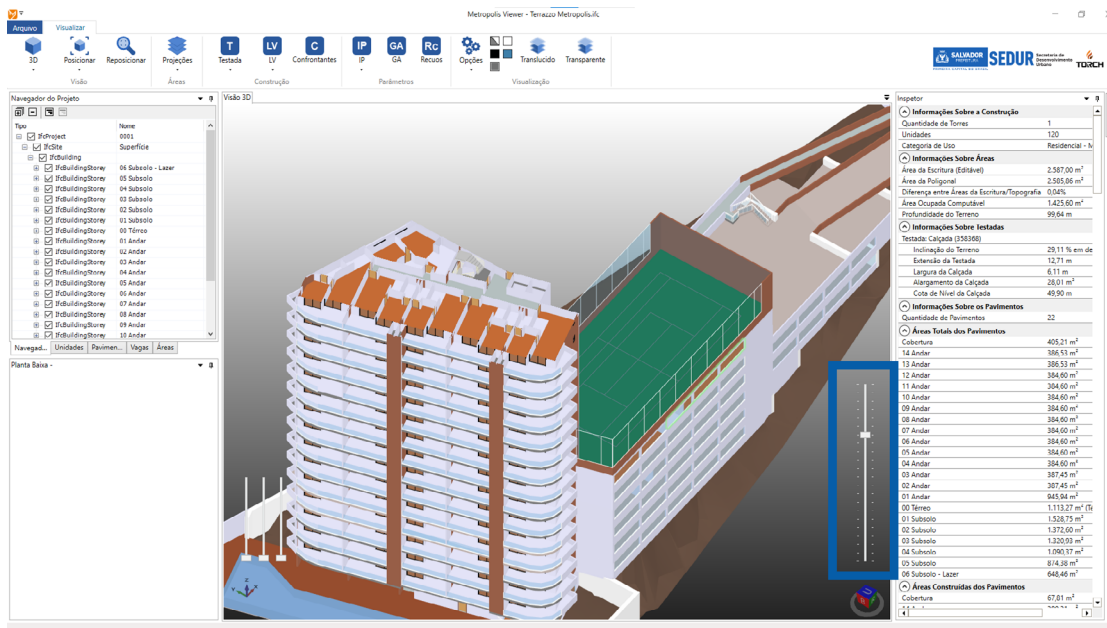 Metropolis Viewer - Terrazzo Metropolis.ifc
Arquivo Visualizar
3D Posicionar Reposicionar Projeções Testada LV Confrontantes IP GA Recuos Opções Translucido Transparente
T LV C IP GA Rc
Visão Áreas Construção Parâmetros Visualização
SALVADOR
PREFEITURA
SEDUR
Secretaria de
Desenvolvimento
Urbano
TORCH
Navegador do Projeto
Tipo Nome
IfcProject 0001
IfcSite Superfície
IfcBuilding
IfcBuildingStorey 06 Subsolo - Lazer
IfcBuildingStorey 05 Subsolo
IfcBuildingStorey 04 Subsolo
IfcBuildingStorey 03 Subsolo
IfcBuildingStorey 02 Subsolo
IfcBuildingStorey 01 Subsolo
IfcBuildingStorey 00 Térreo
IfcBuildingStorey 01 Andar
IfcBuildingStorey 02 Andar
IfcBuildingStorey 03 Andar
IfcBuildingStorey 04 Andar
IfcBuildingStorey 05 Andar
IfcBuildingStorey 06 Andar
IfcBuildingStorey 07 Andar
IfcBuildingStorey 08 Andar
IfcBuildingStorey 09 Andar
IfcBuildingStorey 10 Andar
Navegad... Unidades Pavimen... Vagas Áreas
Planta Baixa -
Visão 3D
Z
Y X
Inspetor
Informações Sobre a Construção
Quantidade de Torres 1
Unidades 120
Categoria de Uso Residencial - M
Informações Sobre Áreas
Área da Escritura (Editável) 2.587,00 m²
Área da Poligonal 2.585,86 m²
Diferença entre Áreas da Escritura/Topografia 0,04%
Área Ocupada Computável 1.425,60 m²
Profundidade do Terreno 99,64 m
Informações Sobre Testadas
Testada: Calçada (358368)
Inclinação do Terreno 29,11 % em de
Extensão da Testada 12,71 m
Largura da Calçada 6,11 m
Alargamento da Calçada 28,01 m²
Cota de Nível da Calçada 49,90 m
Informações Sobre os Pavimentos
Quantidade de Pavimentos 22
Áreas Totais dos Pavimentos
Cobertura 405,21 m²
14 Andar 386,53 m²
13 Andar 386,53 m²
12 Andar 384,60 m²
11 Andar 384,60 m²
10 Andar 384,60 m²
09 Andar 384,60 m²
08 Andar 384,60 m²
07 Andar 384,60 m²
06 Andar 384,60 m²
05 Andar 384,60 m²
04 Andar 384,60 m²
03 Andar 387,45 m²
02 Andar 387,45 m²
01 Andar 945,94 m²
00 Térreo 1.113,27 m² (Te
01 Subsolo 1.528,75 m²
02 Subsolo 1.372,60 m²
03 Subsolo 1.320,93 m²
04 Subsolo 1.090,37 m²
05 Subsolo 874,38 m²
06 Subsolo - Lazer 648,46 m²
Áreas Construídas dos Pavimentos
Cobertura 67,81 m²